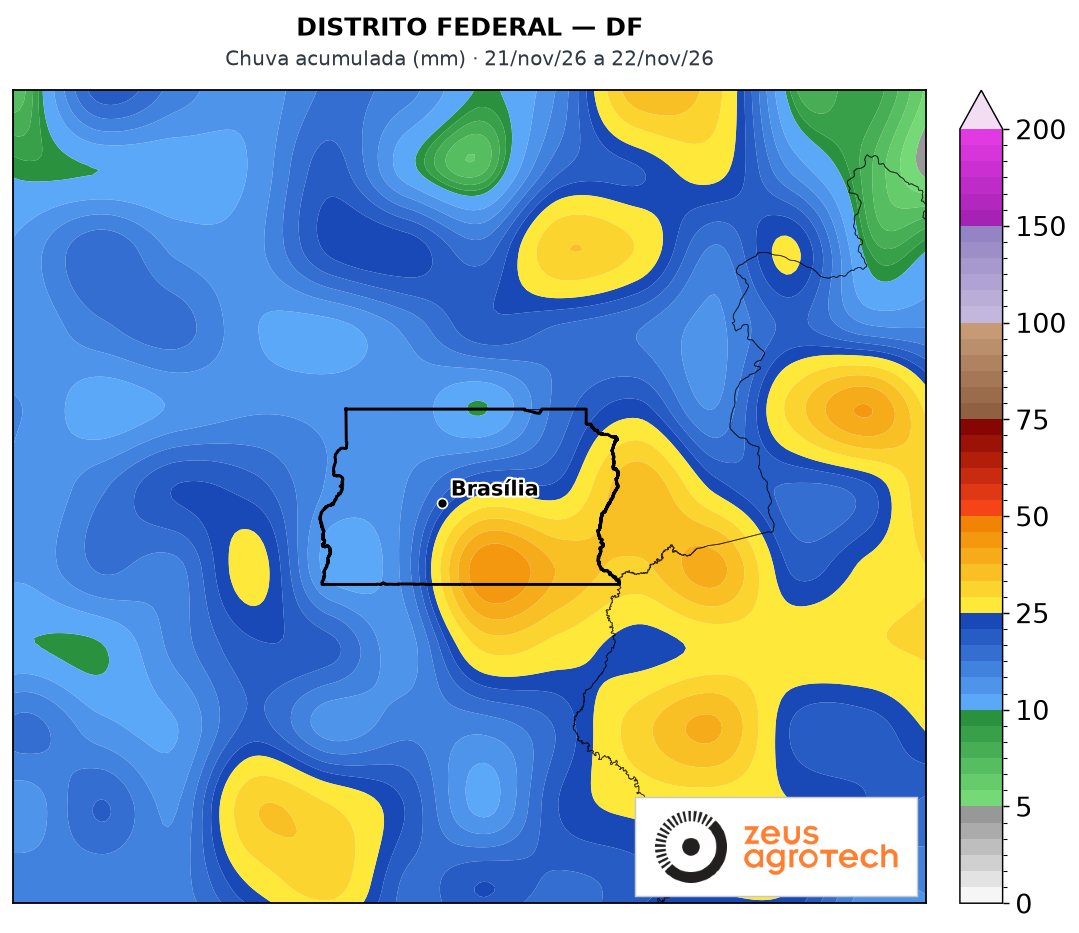 DISTRITO FEDERAL — DF
Chuva acumulada (mm) · 21/nov/26 a 22/nov/26
200
150
100
75
50
25
10
5
0
Brasília
zeus
agrotech